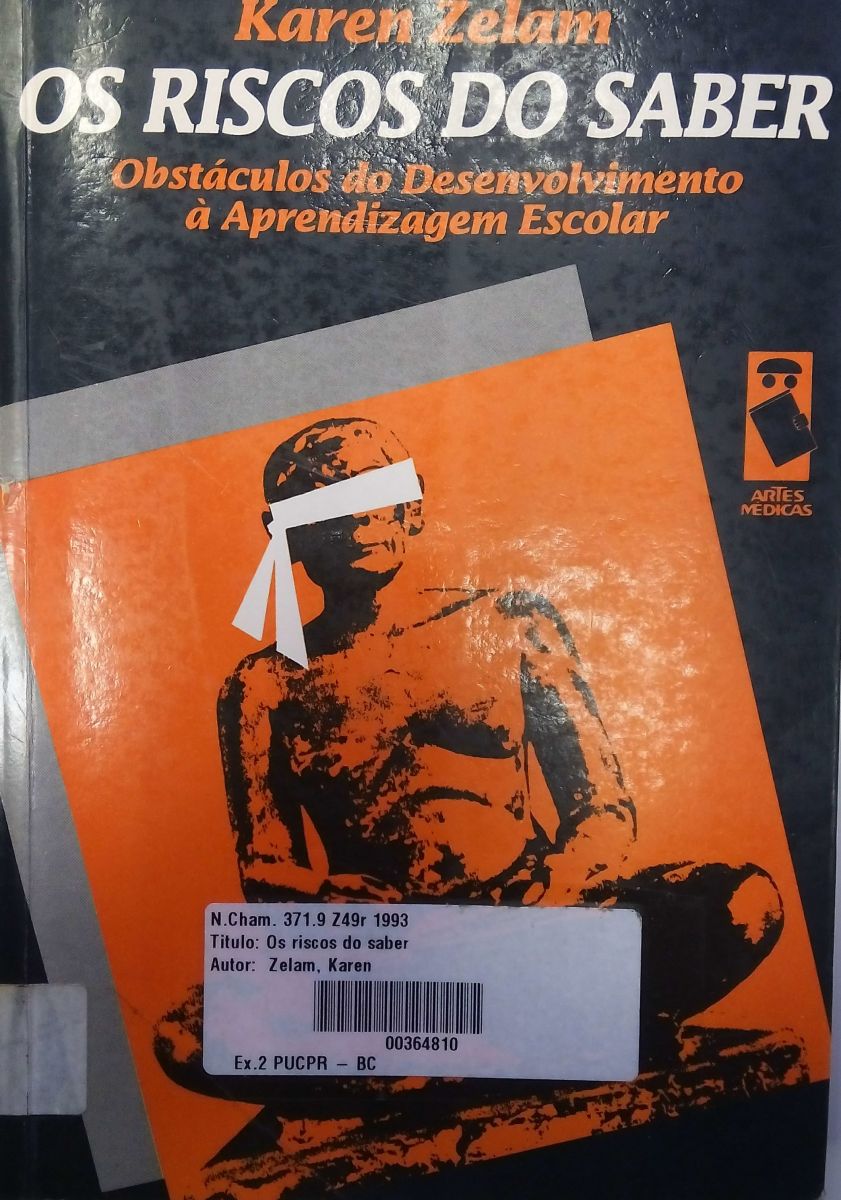 Karen Zelam
OS RISCOS DO SABER
Obstáculos do Desenvolvimento
à Aprendizagem Escolar
ARTES
MÉDICAS
N.Cham. 371.9 Z49r 1993
Titulo: Os riscos do saber
Autor: Zelam, Karen
00364810
Ex.2 PUCPR – BC